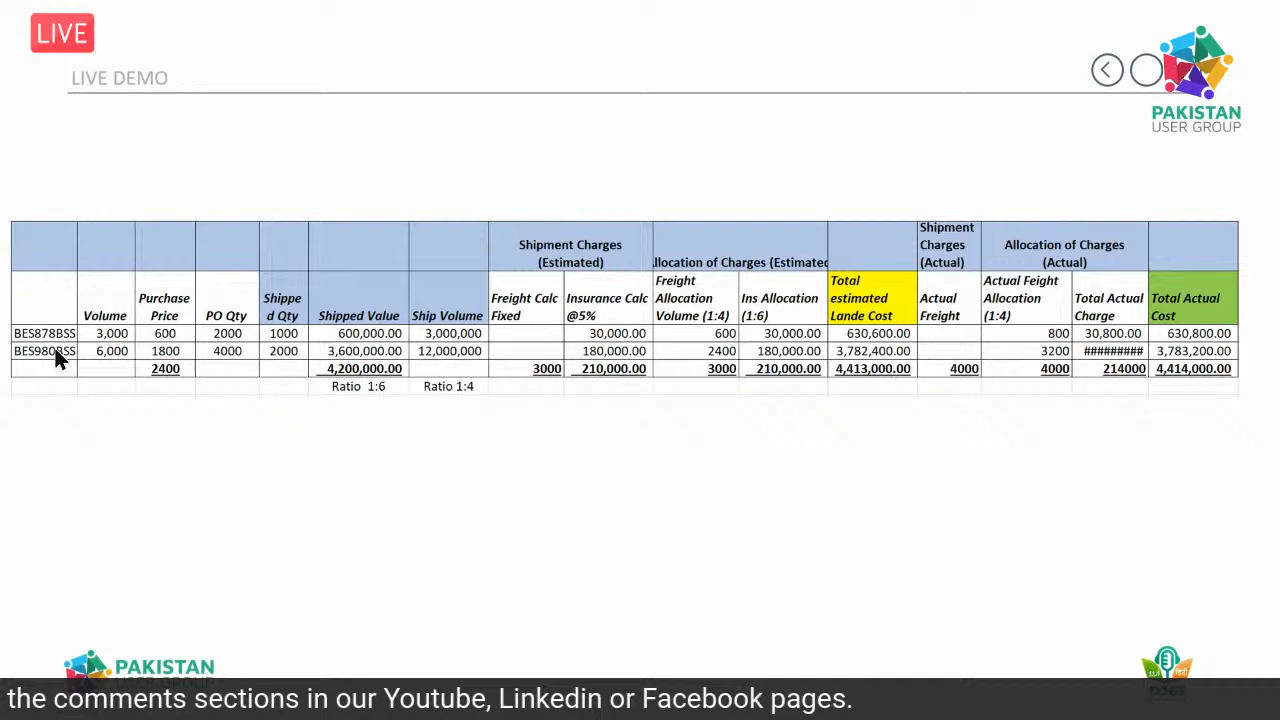 LIVE
LIVE DEMO
PAKISTAN
USER GROUP
Shipment Charges (Estimated) llocation of Charges (Estimated Shipment Charges (Actual) Allocation of Charges (Actual)
Volume Purchase Price PO Qty Shippe d Qty Shipped Value Ship Volume Freight Calc Fixed Insurance Calc @5% Freight Allocation Volume (1:4) Ins Allocation (1:6) Total estimated Lande Cost Actual Freight Actual Feight Allocation (1:4) Total Actual Charge Total Actual Cost
BES878BSS 3,000 600 2000 1000 600,000.00 3,000,000 30,000.00 600 30,000.00 630,600.00 800 30,800.00 630,800.00
BES980BSS 6,000 1800 4000 2000 3,600,000.00 12,000,000 180,000.00 2400 180,000.00 3,782,400.00 3200 ######### 3,783,200.00
2400 4,200,000.00 3000 210,000.00 3000 210,000.00 4,413,000.00 4000 4000 214000 4,414,000.00
Ratio 1:6 Ratio 1:4
PAKISTAN
the comments sections in our Youtube, Linkedin or Facebook pages.